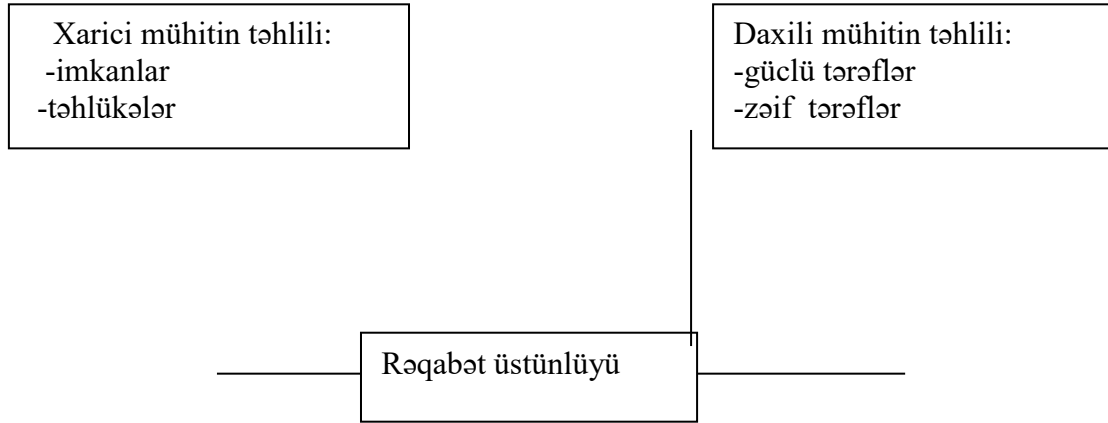 Xarici mühitin təhlili:
-imkanlar
-təhlükələr
Daxili mühitin təhlili:
-güclü tərəflər
-zəif tərəflər
Rəqabət üstünlüyü